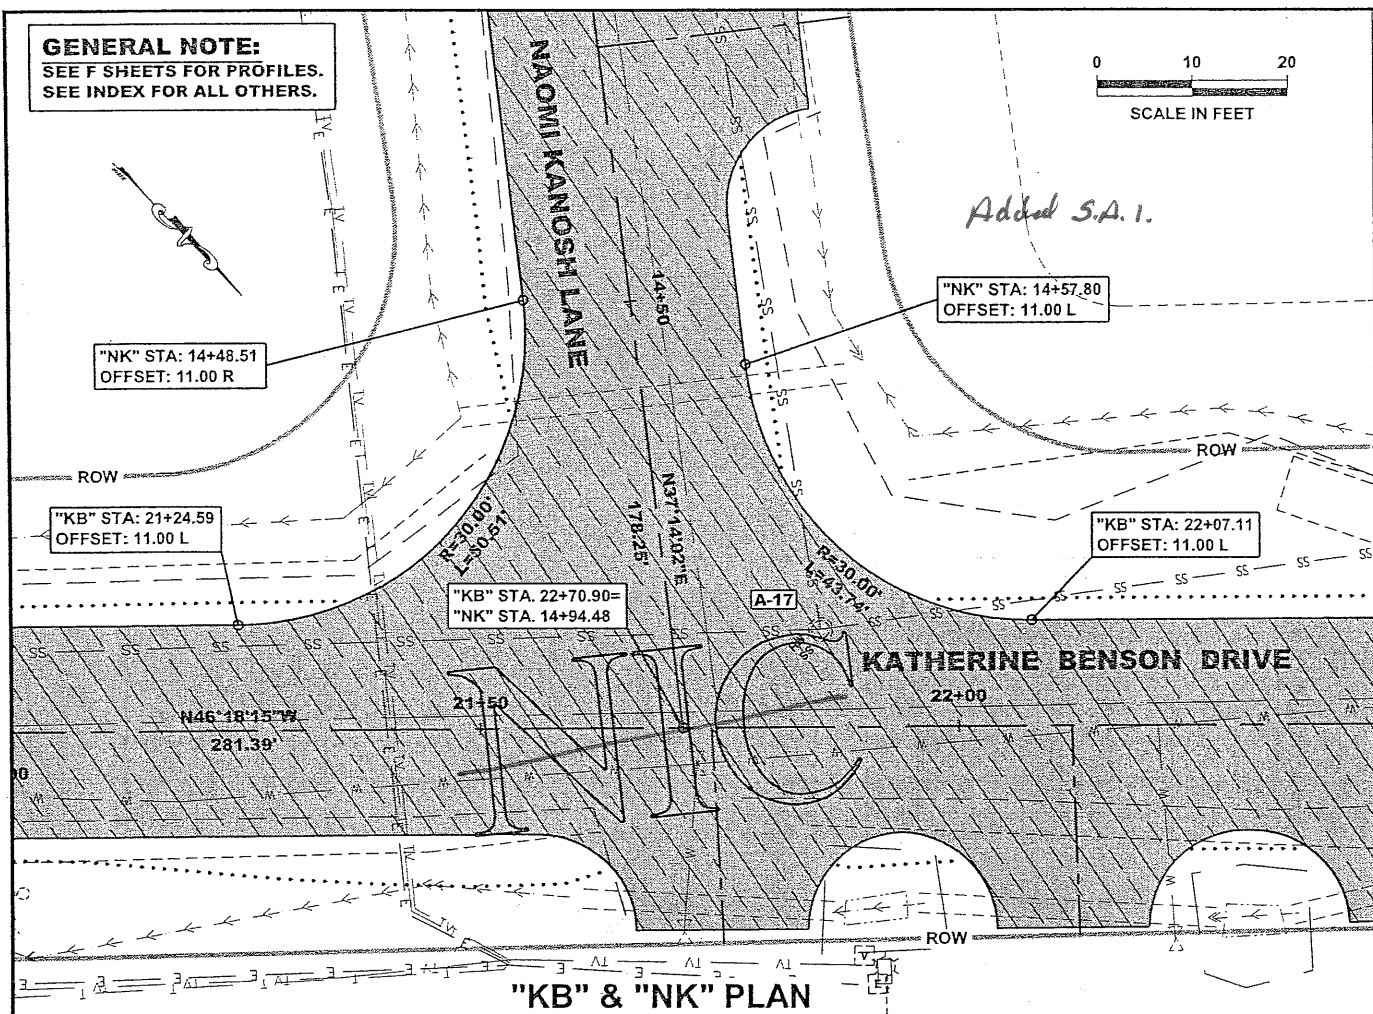 GENERAL NOTE:
SEE F SHEETS FOR PROFILES.
SEE INDEX FOR ALL OTHERS.
0 10 20
SCALE IN FEET
NAOMI KANOSH LANE
Added S.A. 1.
14+50
"NK" STA: 14+57.80
OFFSET: 11.00 L
"NK" STA: 14+48.51
OFFSET: 11.00 R
ROW
ROW
"KB" STA: 21+24.59
OFFSET: 11.00 L
R=30.00'
L=50.51'
N37°14'02"E
178.25'
R=30.00'
L=43.74'
"KB" STA: 22+07.11
OFFSET: 11.00 L
"KB" STA. 22+70.90=
"NK" STA. 14+94.48
A-17
KATHERINE BENSON DRIVE
NIC
21+50
22+00
N46°18'15"W
281.39'
ROW
"KB" & "NK" PLAN